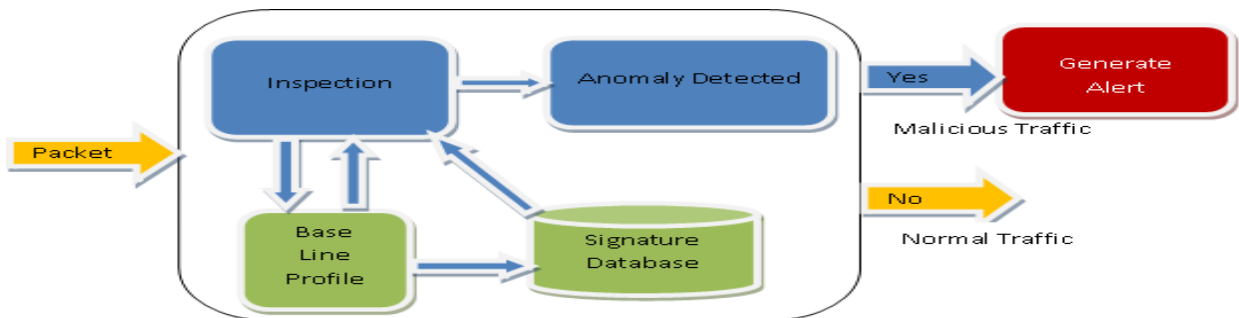 Packet
Inspection
Anomaly Detected
Base
Line
Profile
Signature
Database
Yes
Malicious Traffic
Generate
Alert
No
Normal Traffic